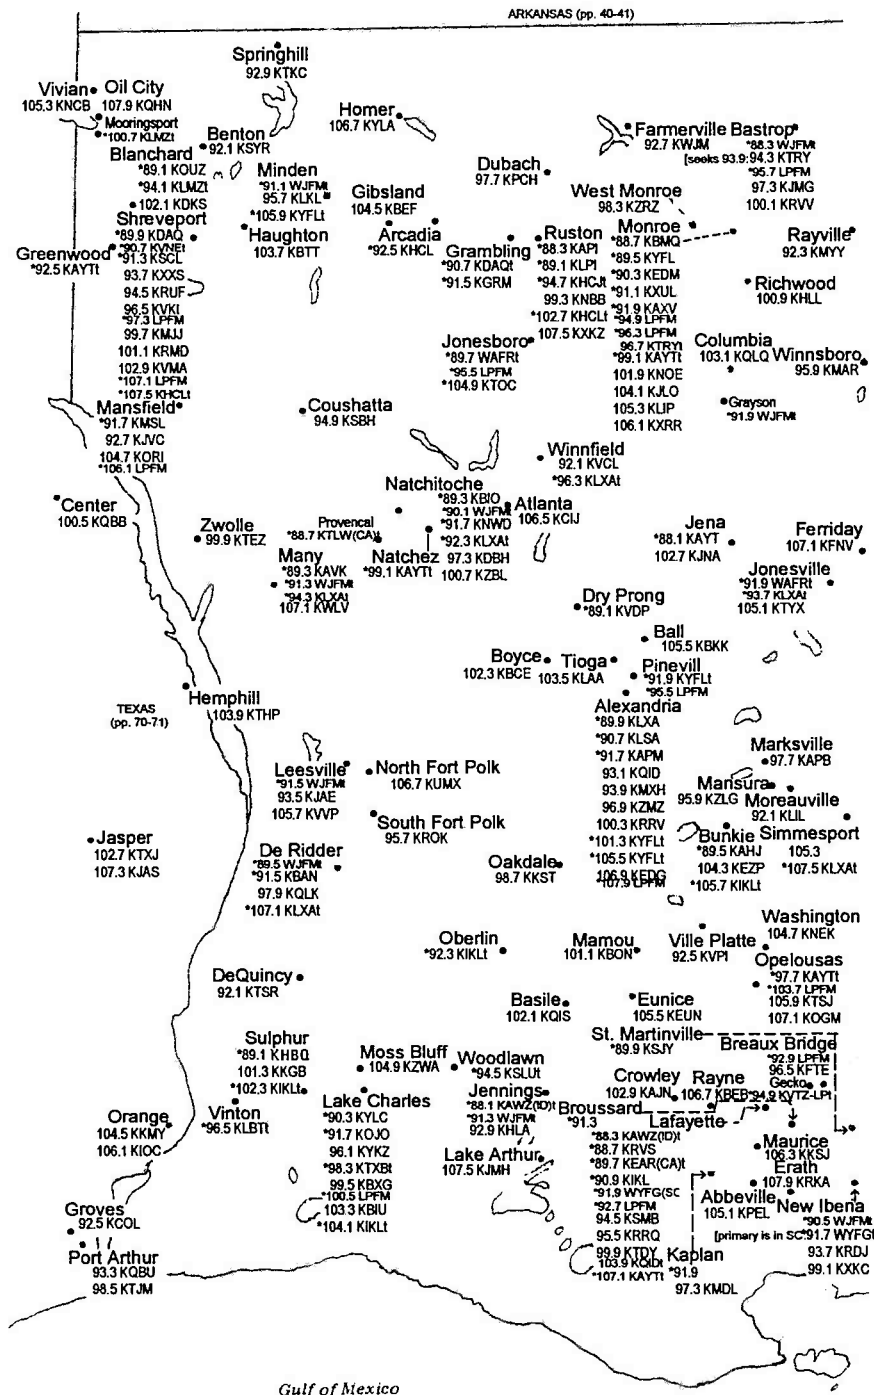 ARKANSAS (pp. 40-41)
Springhill
92.9 KTKC
Vivian
105.3 KNCB
Oil City
107.9 KQHN
Mooringsport
*100.7 KLMZt
Homer
106.7 KYLA
Benton
92.1 KSYR
Farmerville
92.7 KWJM
Bastrop
*88.3 WJFMt
[seeks 93.9:94.3 KTRY
*95.7 LPFM
97.3 KJMG
100.1 KRVV
Blanchard
*89.1 KOUZ
*94.1 KLMZt
102.1 KDKS
Minden
*91.1 WJFMt
95.7 KLKL
*105.9 KYFLt
Gibsland
104.5 KBEF
Dubach
97.7 KPCH
West Monroe
98.3 KZRZ
Shreveport
*89.9 KDAQ
*90.7 KVNEt
*91.3 KSCL
93.7 KXXS
94.5 KRUF
96.5 KVKI
*97.3 LPFM
99.7 KMJJ
101.1 KRMD
102.9 KVMA
*107.1 LPFM
*107.5 KHCLt
Greenwood
*92.5 KAYTt
Haughton
103.7 KBTT
Arcadia
*92.5 KHCL
Grambling
*90.7 KDAQt
*91.5 KGRM
Ruston
*88.3 KAPI
*89.1 KLPI
*94.7 KHCJt
99.3 KNBB
*102.7 KHCLt
107.5 KXKZ
Monroe
*88.7 KBMQ
*89.5 KYFL
*90.3 KEDM
*91.1 KXUL
*91.9 KAXV
*94.9 LPFM
*96.3 LPFM
96.7 KTRYt
*99.1 KAYTt
101.9 KNOE
104.1 KJLO
105.3 KLIP
106.1 KXRR
Rayville
92.3 KMYY
Richwood
100.9 KHLL
Jonesboro
*89.7 WAFRt
*95.5 LPFM
*104.9 KTOC
Columbia
103.1 KQLQ
Winnsboro
95.9 KMAR
Grayson
*91.9 WJFMt
Mansfield
*91.7 KMSL
92.7 KJVC
104.7 KORI
*106.1 LPFM
Coushatta
94.9 KSBH
Winnfield
92.1 KVCL
*96.3 KLXAt
Center
100.5 KQBB
Zwolle
99.9 KTEZ
Provencal
*88.7 KTLW(CA)t
Natchitoche
*89.3 KBIO
*90.1 WJFMt
*91.7 KNWD
*92.3 KLXAt
97.3 KDBH
100.7 KZBL
Atlanta
106.5 KCIJ
Natchez
*99.1 KAYTt
Many
*89.3 KAVK
*91.3 WJFMt
*94.3 KLXAt
107.1 KWLV
Jena
*88.1 KAYT
102.7 KJNA
Ferriday
107.1 KFNV
Jonesville
*91.9 WAFRt
*93.7 KLXAt
105.1 KTYX
Dry Prong
*89.1 KVDP
Ball
105.5 KBKK
Boyce
102.3 KBCE
Tioga
103.5 KLAA
Pinevill
*91.9 KYFLt
*95.5 LPFM
TEXAS
(pp. 70-71)
Hemphill
103.9 KTHP
Alexandria
*89.9 KLXA
*90.7 KLSA
*91.7 KAPM
93.1 KQID
93.9 KMXH
96.9 KZMZ
100.3 KRRV
*101.3 KYFLt
*105.5 KYFLt
106.9 KEDG
*107.9 LPFM
Leesville
*91.5 WJFMt
93.5 KJAE
105.7 KVVP
North Fort Polk
106.7 KUMX
South Fort Polk
95.7 KROK
Marksville
97.7 KAPB
Mansura
95.9 KZLG
Moreauville
92.1 KLIL
Bunkie
*89.5 KAHJ
104.3 KEZP
*105.7 KIKLt
Simmesport
105.3
*107.5 KLXAt
Jasper
102.7 KTXJ
107.3 KJAS
De Ridder
*89.5 WJFMt
*91.5 KBAN
97.9 KQLK
*107.1 KLXAt
Oakdale
98.7 KKST
Oberlin
*92.3 KIKLt
Mamou
101.1 KBON
Ville Platte
92.5 KVPI
Washington
104.7 KNEK
Opelousas
*97.7 KAYTt
*103.7 LPFM
105.9 KTSJ
107.1 KOGM
DeQuincy
92.1 KTSR
Basile
102.1 KQIS
Eunice
105.5 KEUN
St. Martinville
*89.9 KSJY
Breaux Bridge
*92.9 LPFM
96.5 KFTE
Gecko
*94.9 KVTZ-LPt
Sulphur
*89.1 KHBQ
101.3 KKGB
*102.3 KIKLt
Moss Bluff
104.9 KZWA
Woodlawn
*94.5 KSLUt
Crowley
102.9 KAJN
Rayne
106.7 KBEB
Vinton
*96.5 KLBTt
Lake Charles
*90.3 KYLC
*91.7 KOJO
96.1 KYKZ
*98.3 KTXBt
99.5 KBXG
*100.5 LPFM
103.3 KBIU
*104.1 KIKLt
Jennings
*88.1 KAWZ(ID)t
*91.3 WJFMt
92.9 KHLA
Broussard
*91.3
Lafayette
*88.3 KAWZ(ID)t
*88.7 KRVS
*89.7 KEAR(CA)t
*90.9 KIKL
*91.9 WYFG(SC
*92.7 LPFM
94.5 KSMB
95.5 KRRQ
99.9 KTDY
*103.9 KQIDt
*107.1 KAYTt
Orange
104.5 KKMY
106.1 KIOC
Lake Arthur
107.5 KJMH
Maurice
106.3 KKSJ
Erath
107.9 KRKA
Abbeville
105.1 KPEL
New Iberia
*90.5 WJFMt
[primary is in SC*91.7 WYFGt
93.7 KRDJ
99.1 KXKC
Groves
92.5 KCOL
Port Arthur
93.3 KQBU
98.5 KTJM
Kaplan
*91.9
97.3 KMDL
Gulf of Mexico